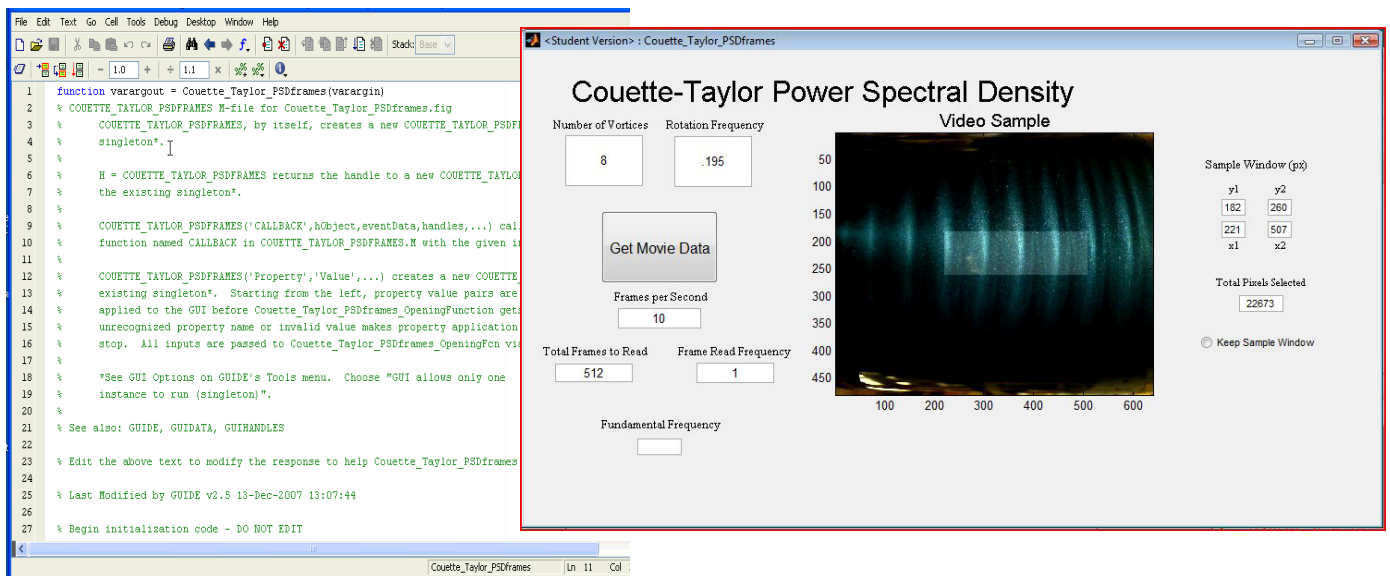 File Edit Text Go Cell Tools Debug Desktop Window Help
Stack: Base
- 1.0 + ÷ 1.1 ×
1 function varargout = Couette_Taylor_PSDframes(varargin)
2 % COUETTE_TAYLOR_PSDFRAMES M-file for Couette_Taylor_PSDframes.fig
3 % COUETTE_TAYLOR_PSDFRAMES, by itself, creates a new COUETTE_TAYLOR_PSDF
4 % singleton*.
5 %
6 % H = COUETTE_TAYLOR_PSDFRAMES returns the handle to a new COUETTE_TAYLO
7 % the existing singleton*.
8 %
9 % COUETTE_TAYLOR_PSDFRAMES('CALLBACK',hObject,eventData,handles,...) cal
10 % function named CALLBACK in COUETTE_TAYLOR_PSDFRAMES.M with the given i
11 %
12 % COUETTE_TAYLOR_PSDFRAMES('Property','Value',...) creates a new COUETTE_
13 % existing singleton*. Starting from the left, property value pairs are
14 % applied to the GUI before Couette_Taylor_PSDframes_OpeningFunction gets
15 % unrecognized property name or invalid value makes property application
16 % stop. All inputs are passed to Couette_Taylor_PSDframes_OpeningFcn vi
17 %
18 % *See GUI Options on GUIDE's Tools menu. Choose "GUI allows only one
19 % instance to run (singleton)".
20 %
21 % See also: GUIDE, GUIDATA, GUIHANDLES
22
23 % Edit the above text to modify the response to help Couette_Taylor_PSDframes
24
25 % Last Modified by GUIDE v2.5 13-Dec-2007 13:07:44
26
27 % Begin initialization code - DO NOT EDIT
Couette_Taylor_PSDframes Ln 11 Col
<Student Version> : Couette_Taylor_PSDframes
Couette-Taylor Power Spectral Density
Number of Vortices Rotation Frequency
8 .195
Get Movie Data
Frames per Second
10
Total Frames to Read Frame Read Frequency
512 1
Fundamental Frequency
Video Sample
50
100
150
200
250
300
350
400
450
100 200 300 400 500 600
Sample Window (px)
y1 y2
182 260
221 507
x1 x2
Total Pixels Selected
22673
Keep Sample Window